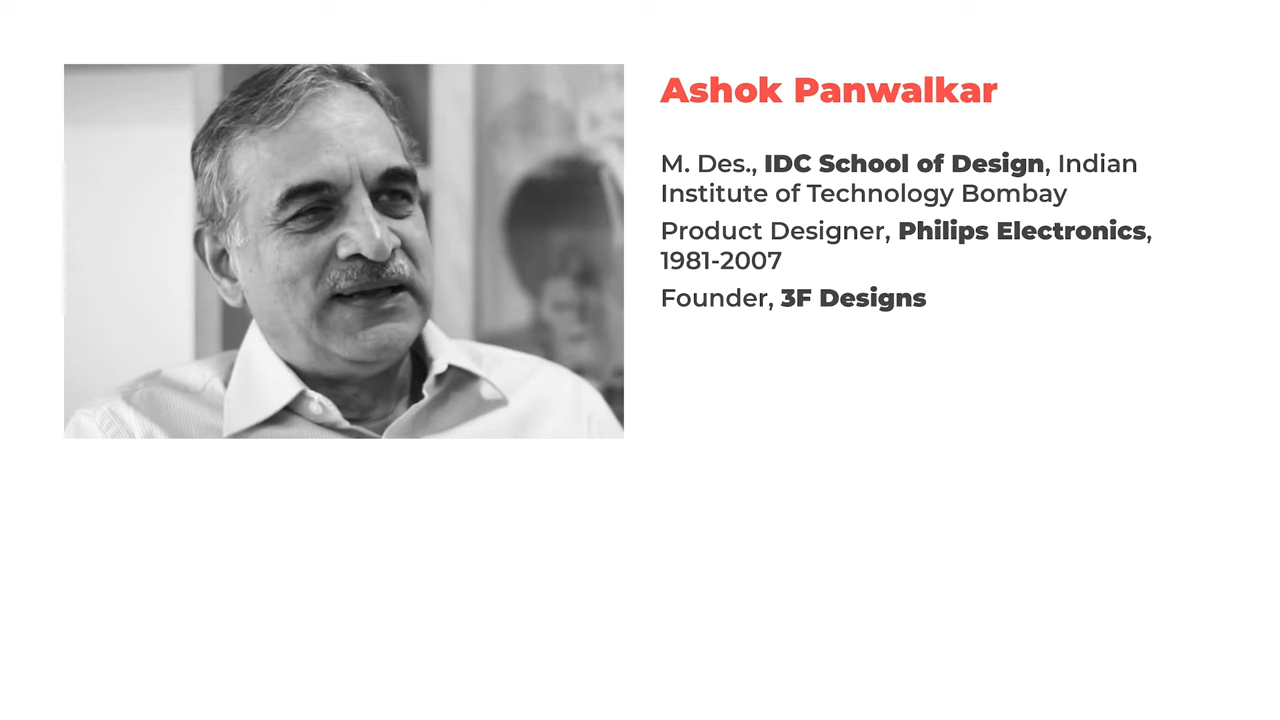 Ashok Panwalkar
M. Des., IDC School of Design, Indian
Institute of Technology Bombay
Product Designer, Philips Electronics,
1981-2007
Founder, 3F Designs